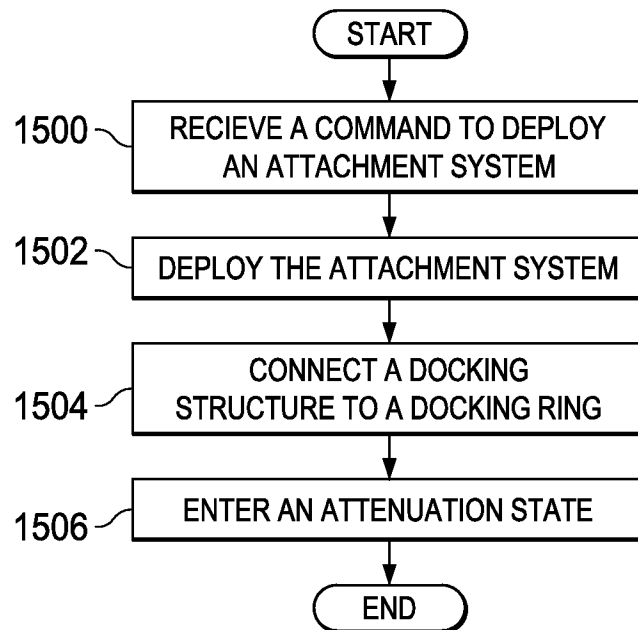 START
1500
RECIEVE A COMMAND TO DEPLOY
AN ATTACHMENT SYSTEM
1502
DEPLOY THE ATTACHMENT SYSTEM
1504
CONNECT A DOCKING
STRUCTURE TO A DOCKING RING
1506
ENTER AN ATTENUATION STATE
END